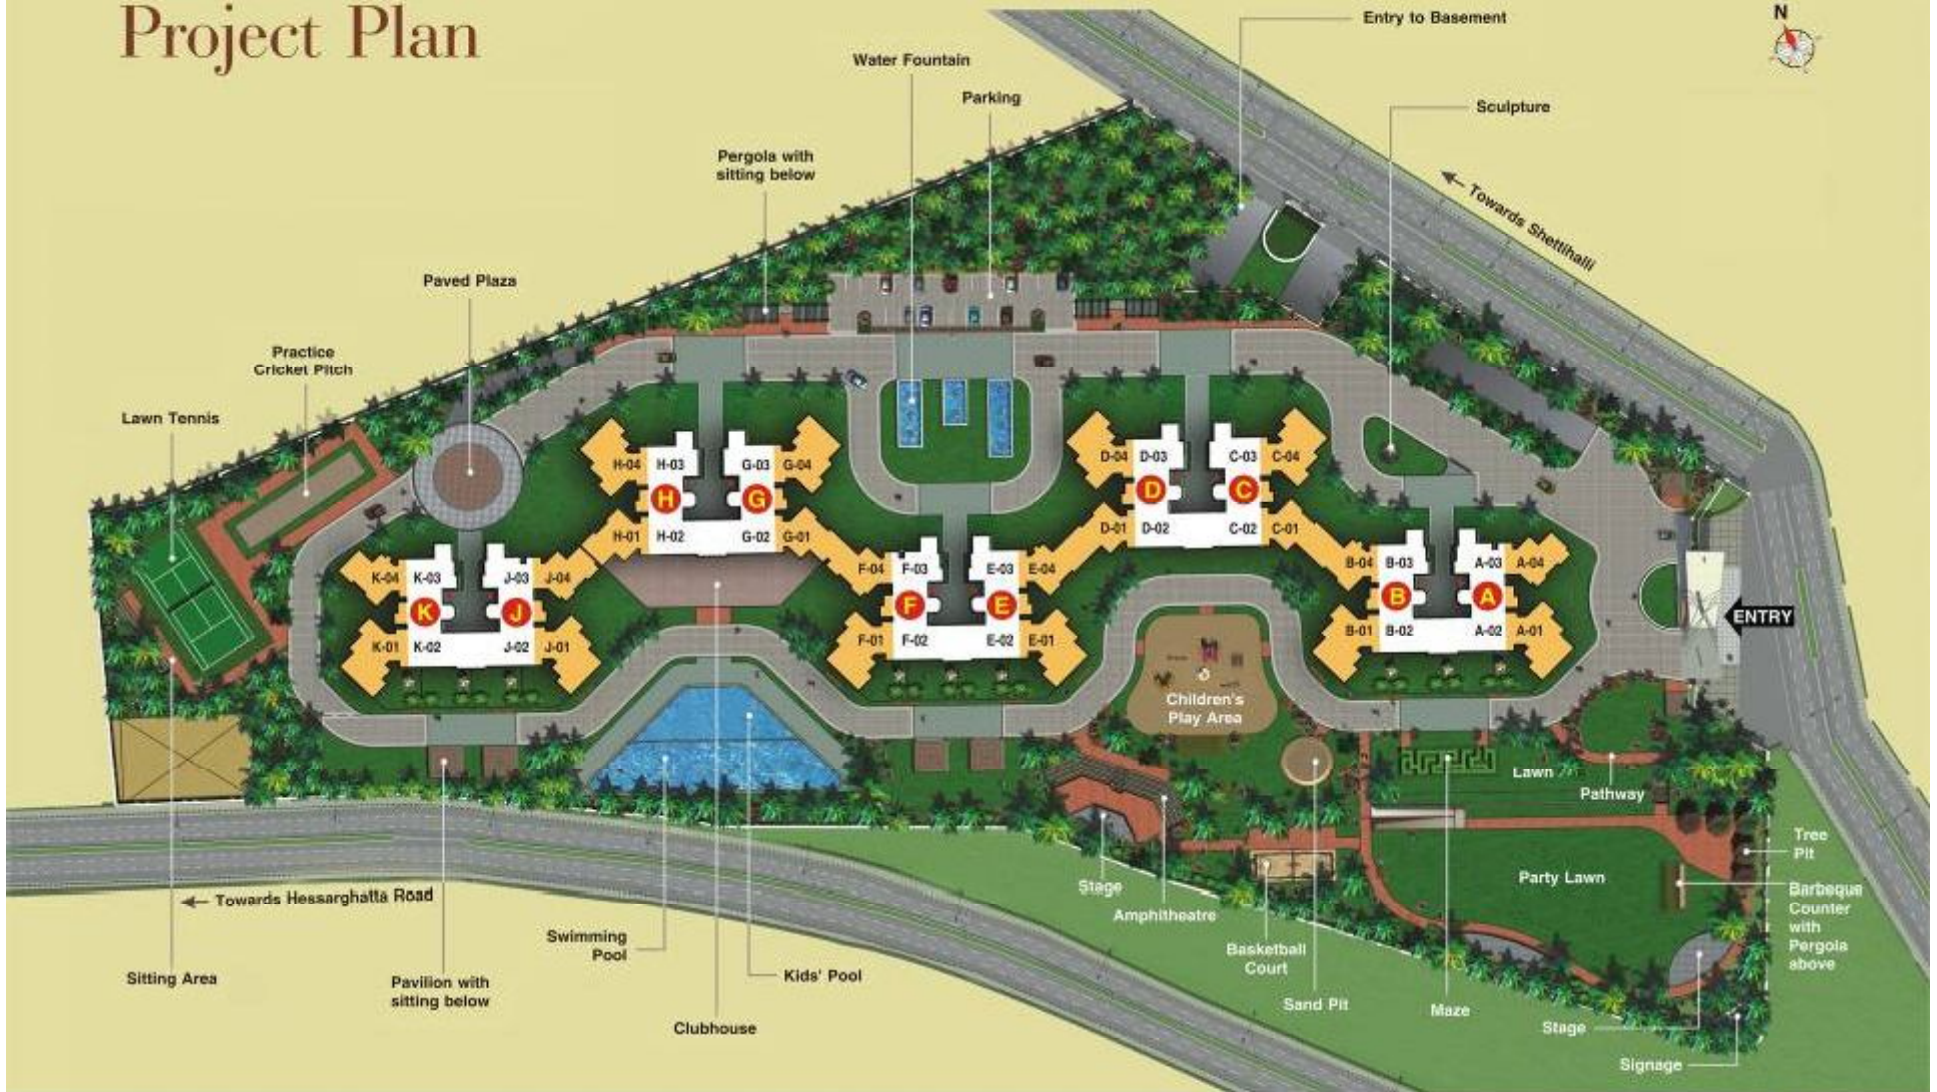 Project Plan
N
Entry to Basement
Water Fountain
Parking
Sculpture
Pergola with
sitting below
Towards Shettihalli
Paved Plaza
Practice
Cricket Pitch
Lawn Tennis
H-04 H-03
G-03 G-04
H
G
H-01 H-02
G-02 G-01
D-04 D-03
C-03 C-04
D
C
D-01 D-02
C-02 C-01
K-04 K-03
J-03 J-04
K
J
K-01 K-02
J-02 J-01
F-04 F-03
E-03 E-04
F
E
F-01 F-02
E-02 E-01
B-04 B-03
A-03 A-04
B
A
B-01 B-02
A-02 A-01
ENTRY
Children's
Play Area
Lawn
Pathway
Tree
Pit
Party Lawn
Barbeque
Counter
with
Pergola
above
Stage
Amphitheatre
Towards Hessarghatta Road
Swimming
Pool
Basketball
Court
Sitting Area
Pavilion with
sitting below
Kids' Pool
Sand Pit
Maze
Clubhouse
Stage
Signage